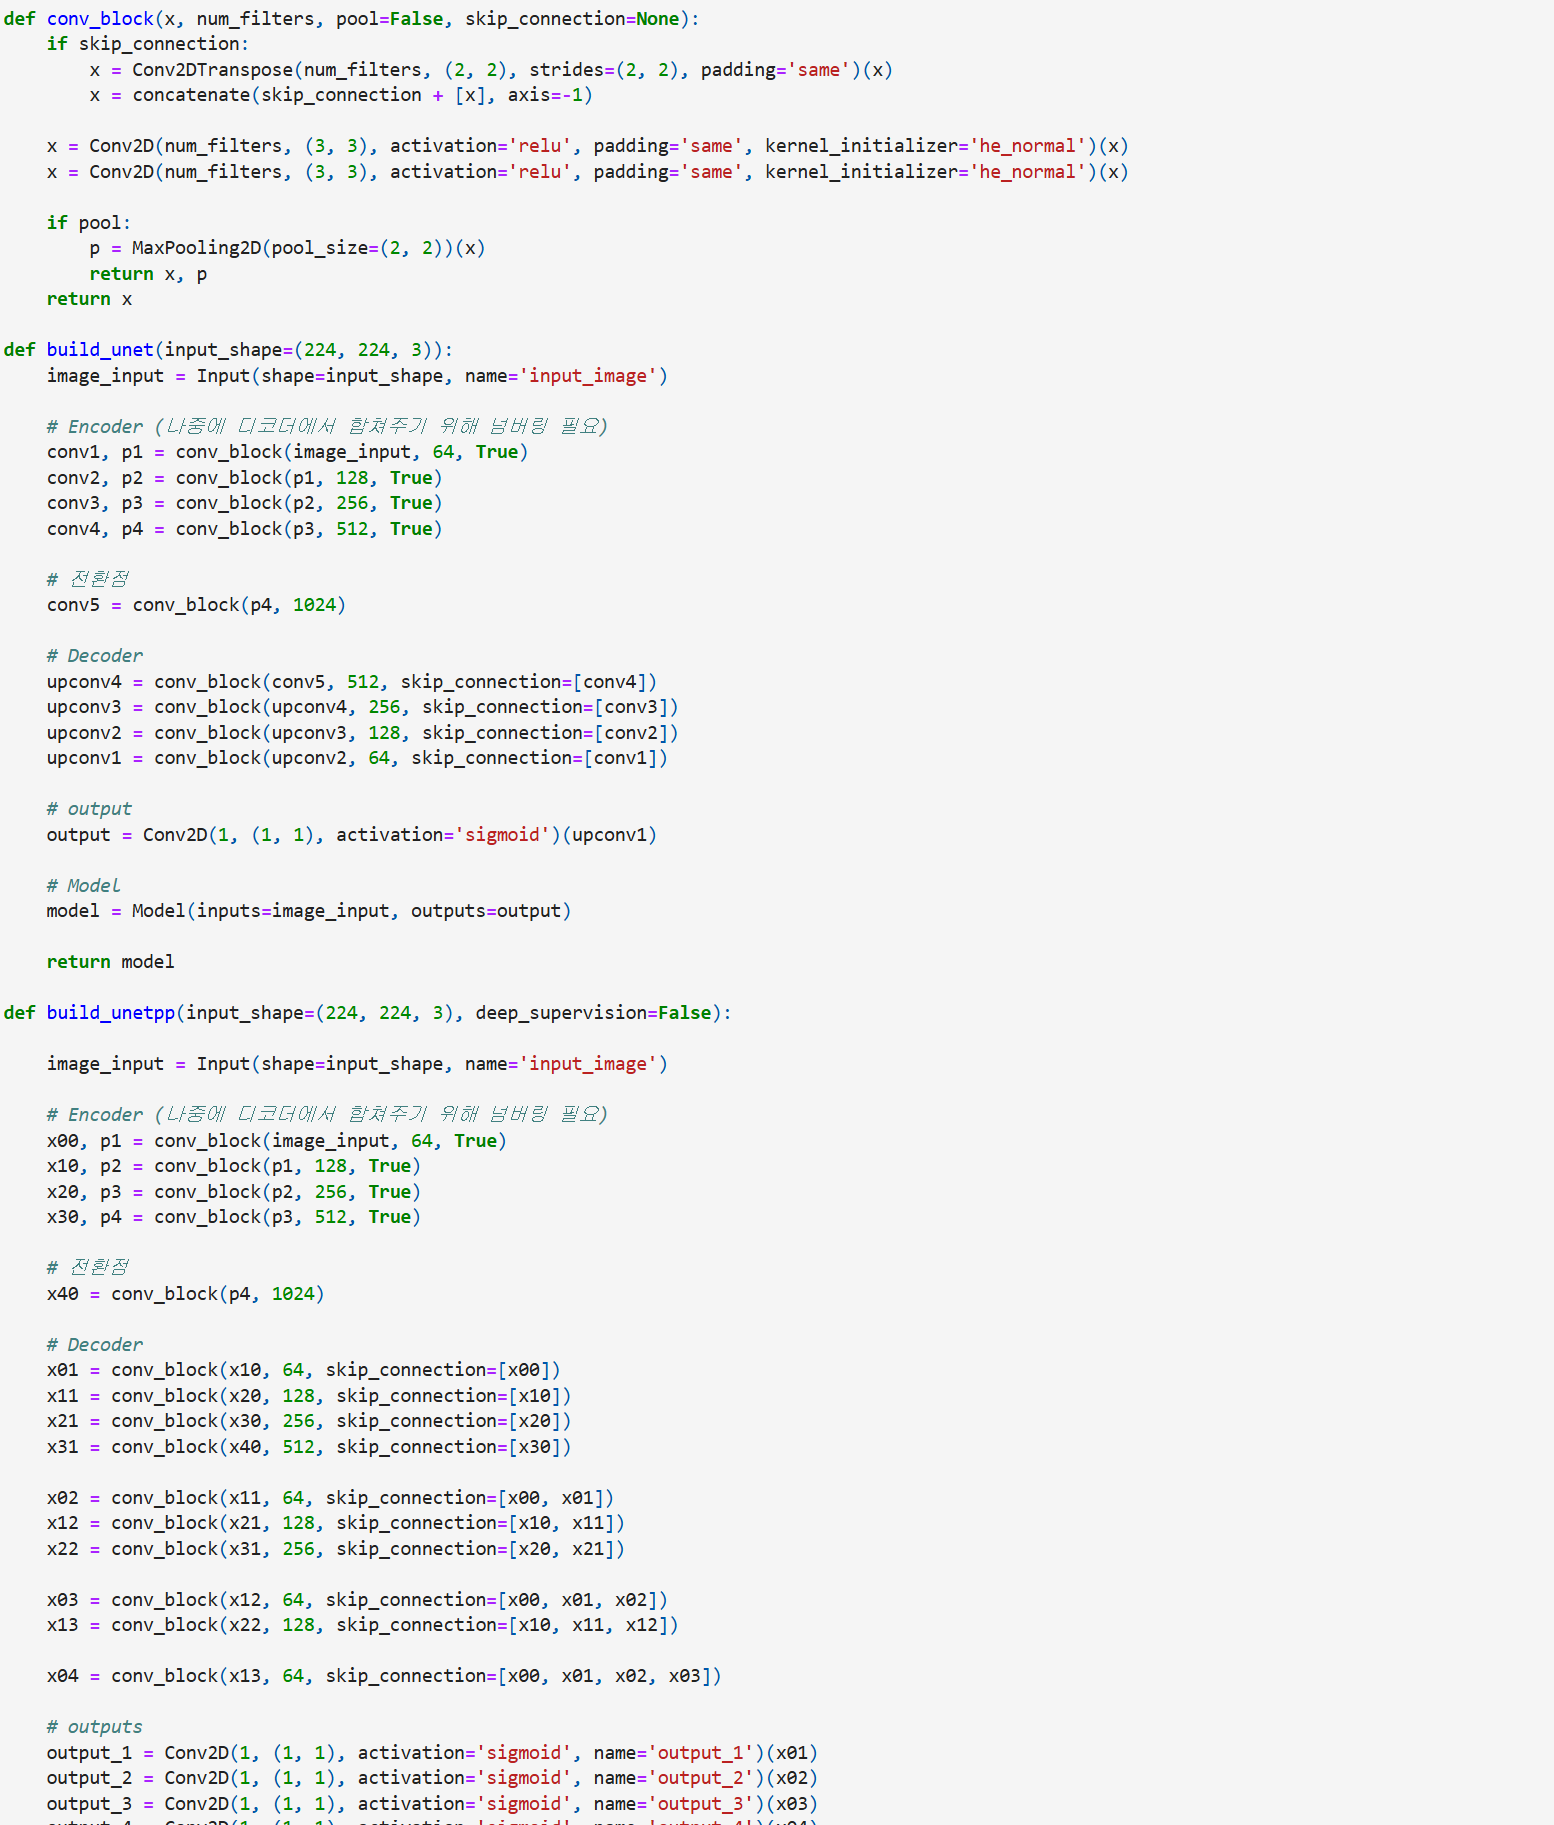 def conv_block(x, num_filters, pool=False, skip_connection=None):
    if skip_connection:
        x = Conv2DTranspose(num_filters, (2, 2), strides=(2, 2), padding='same')(x)
        x = concatenate(skip_connection + [x], axis=-1)

    x = Conv2D(num_filters, (3, 3), activation='relu', padding='same', kernel_initializer='he_normal')(x)
    x = Conv2D(num_filters, (3, 3), activation='relu', padding='same', kernel_initializer='he_normal')(x)

    if pool:
        p = MaxPooling2D(pool_size=(2, 2))(x)
        return x, p
    return x

def build_unet(input_shape=(224, 224, 3)):
    image_input = Input(shape=input_shape, name='input_image')

    # Encoder (나중에 디코더에서 합쳐주기 위해 넘버링 필요)
    conv1, p1 = conv_block(image_input, 64, True)
    conv2, p2 = conv_block(p1, 128, True)
    conv3, p3 = conv_block(p2, 256, True)
    conv4, p4 = conv_block(p3, 512, True)

    # 전환점
    conv5 = conv_block(p4, 1024)

    # Decoder
    upconv4 = conv_block(conv5, 512, skip_connection=[conv4])
    upconv3 = conv_block(upconv4, 256, skip_connection=[conv3])
    upconv2 = conv_block(upconv3, 128, skip_connection=[conv2])
    upconv1 = conv_block(upconv2, 64, skip_connection=[conv1])

    # output
    output = Conv2D(1, (1, 1), activation='sigmoid')(upconv1)

    # Model
    model = Model(inputs=image_input, outputs=output)

    return model

def build_unetpp(input_shape=(224, 224, 3), deep_supervision=False):

    image_input = Input(shape=input_shape, name='input_image')

    # Encoder (나중에 디코더에서 합쳐주기 위해 넘버링 필요)
    x00, p1 = conv_block(image_input, 64, True)
    x10, p2 = conv_block(p1, 128, True)
    x20, p3 = conv_block(p2, 256, True)
    x30, p4 = conv_block(p3, 512, True)

    # 전환점
    x40 = conv_block(p4, 1024)

    # Decoder
    x01 = conv_block(x10, 64, skip_connection=[x00])
    x11 = conv_block(x20, 128, skip_connection=[x10])
    x21 = conv_block(x30, 256, skip_connection=[x20])
    x31 = conv_block(x40, 512, skip_connection=[x30])

    x02 = conv_block(x11, 64, skip_connection=[x00, x01])
    x12 = conv_block(x21, 128, skip_connection=[x10, x11])
    x22 = conv_block(x31, 256, skip_connection=[x20, x21])

    x03 = conv_block(x12, 64, skip_connection=[x00, x01, x02])
    x13 = conv_block(x22, 128, skip_connection=[x10, x11, x12])

    x04 = conv_block(x13, 64, skip_connection=[x00, x01, x02, x03])

    # outputs
    output_1 = Conv2D(1, (1, 1), activation='sigmoid', name='output_1')(x01)
    output_2 = Conv2D(1, (1, 1), activation='sigmoid', name='output_2')(x02)
    output_3 = Conv2D(1, (1, 1), activation='sigmoid', name='output_3')(x03)